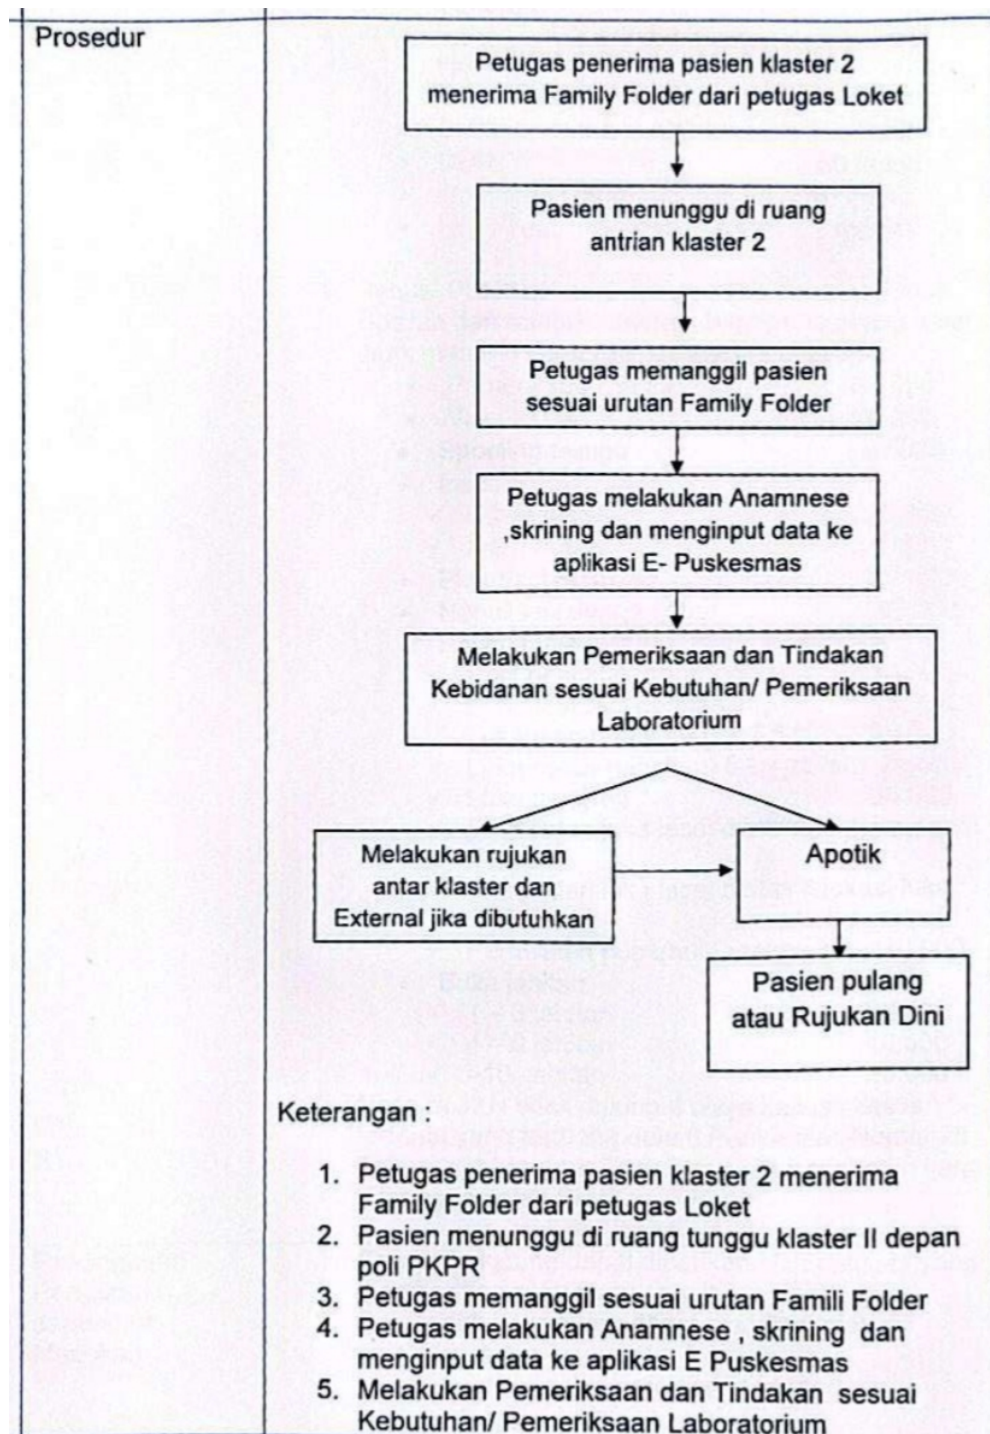 Prosedur
Petugas penerima pasien klaster 2
menerima Family Folder dari petugas Loket
Pasien menunggu di ruang
antrian klaster 2
Petugas memanggil pasien
sesuai urutan Family Folder
Petugas melakukan Anamnese
,skrining dan menginput data ke
aplikasi E- Puskesmas
Melakukan Pemeriksaan dan Tindakan
Kebidanan sesuai Kebutuhan/ Pemeriksaan
Laboratorium
Melakukan rujukan
antar klaster dan
External jika dibutuhkan
Apotik
Pasien pulang
atau Rujukan Dini
Keterangan :
1. Petugas penerima pasien klaster 2 menerima
Family Folder dari petugas Loket
2. Pasien menunggu di ruang tunggu klaster II depan
poli PKPR
3. Petugas memanggil sesuai urutan Famili Folder
4. Petugas melakukan Anamnese , skrining dan
menginput data ke aplikasi E Puskesmas
5. Melakukan Pemeriksaan dan Tindakan sesuai
Kebutuhan/ Pemeriksaan Laboratorium